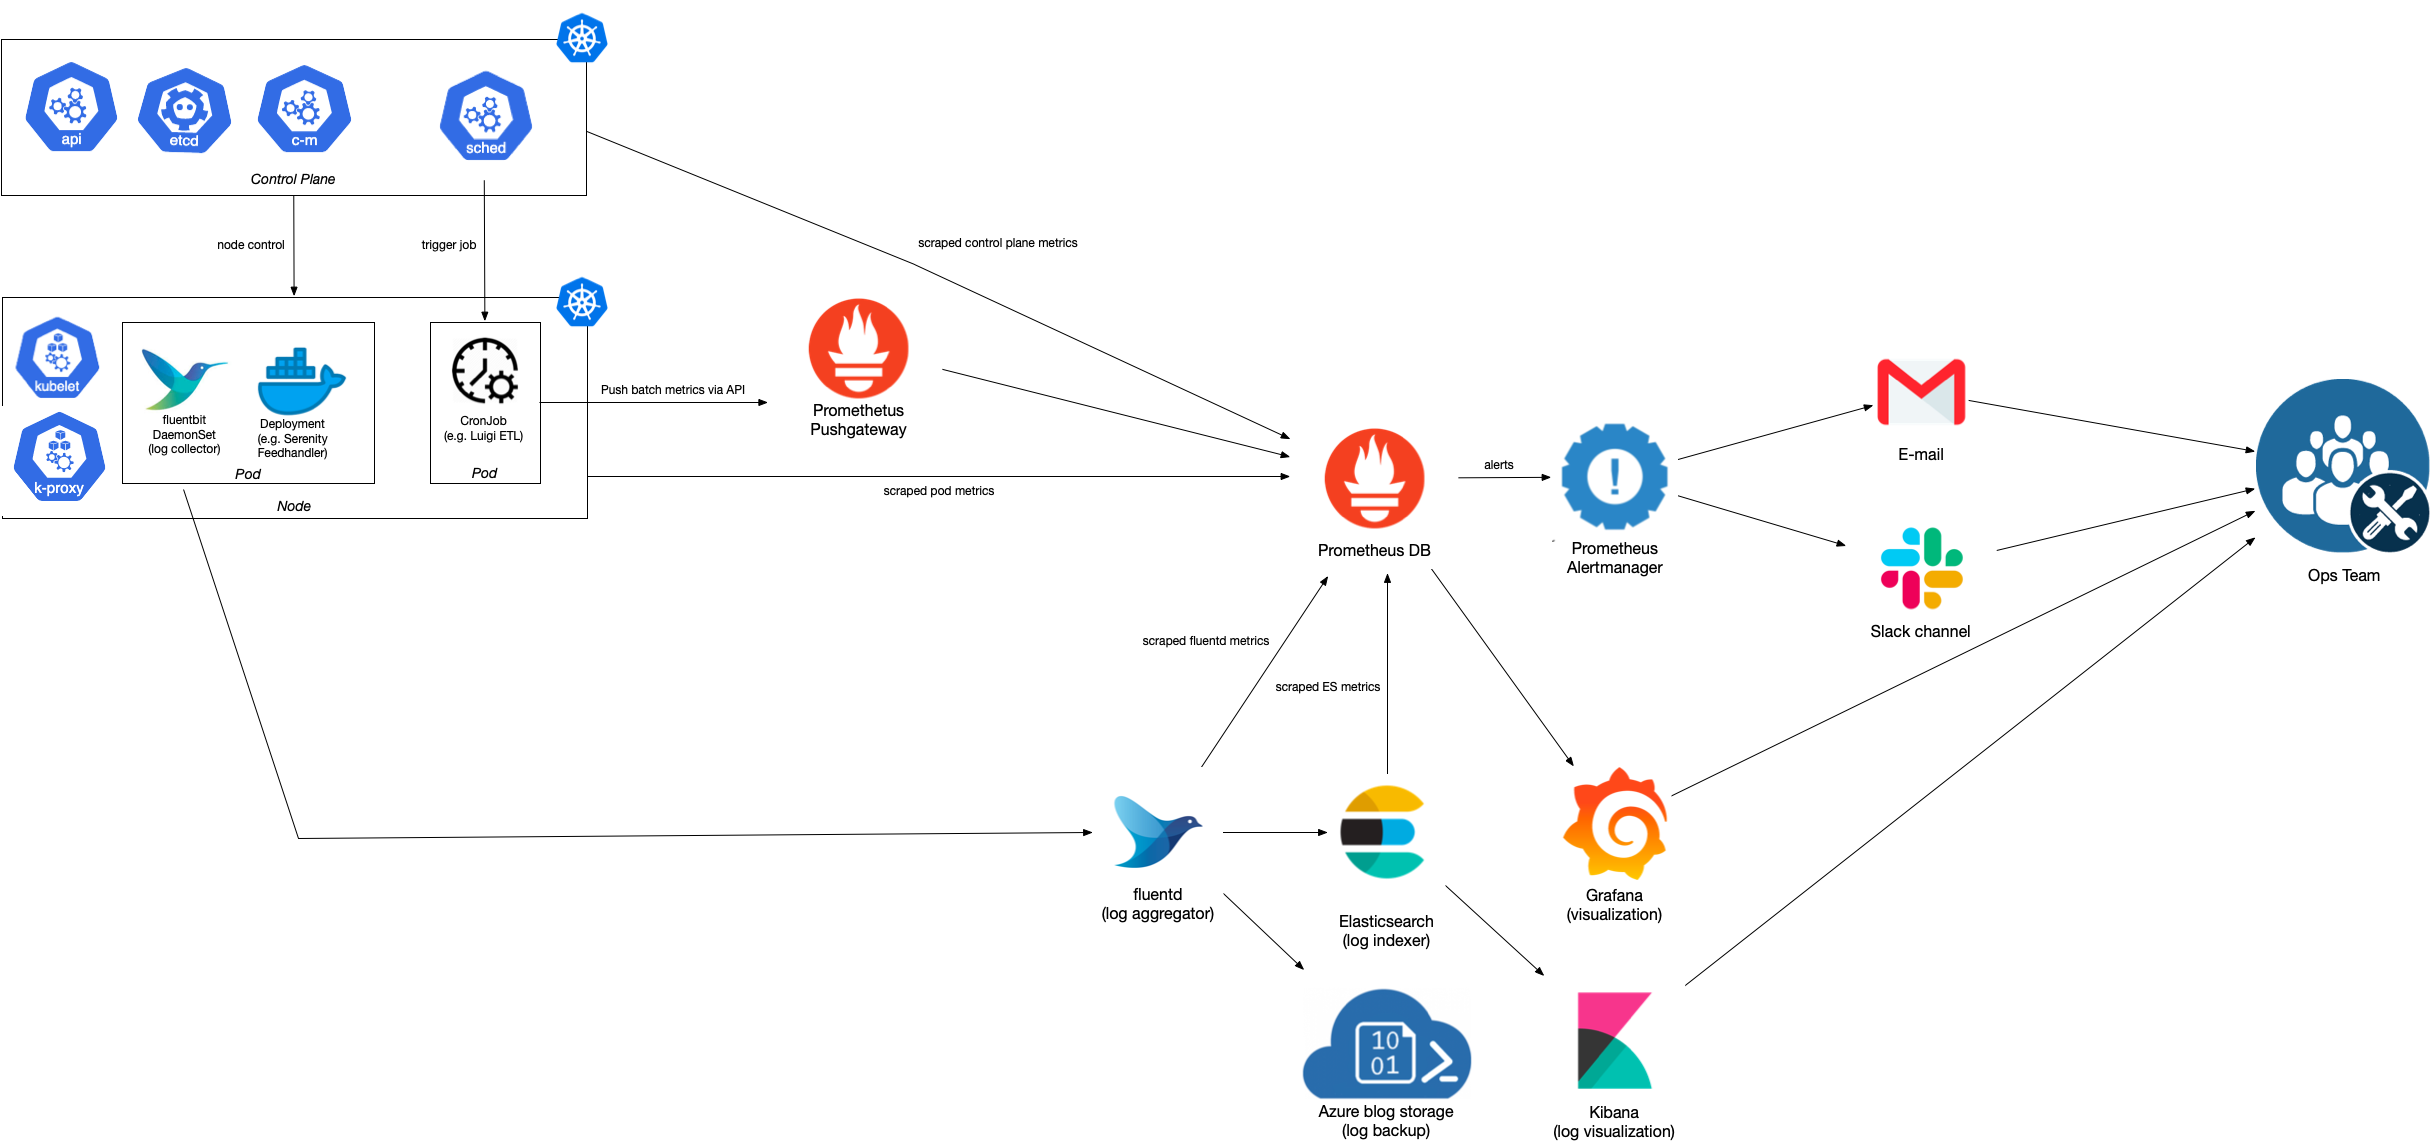 api
etcd
c-m
sched
Control Plane
node control
trigger job
scraped control plane metrics
kubelet
k-proxy
fluentbit
DaemonSet
(log collector)
Deployment
(e.g. Serenity
Feedhandler)
Pod
CronJob
(e.g. Luigi ETL)
Pod
Node
Push batch metrics via API
Promethetus
Pushgateway
scraped pod metrics
Prometheus DB
alerts
Prometheus
Alertmanager
E-mail
Slack channel
Ops Team
scraped fluentd metrics
scraped ES metrics
fluentd
(log aggregator)
Elasticsearch
(log indexer)
Grafana
(visualization)
10
01
Azure blog storage
(log backup)
Kibana
(log visualization)